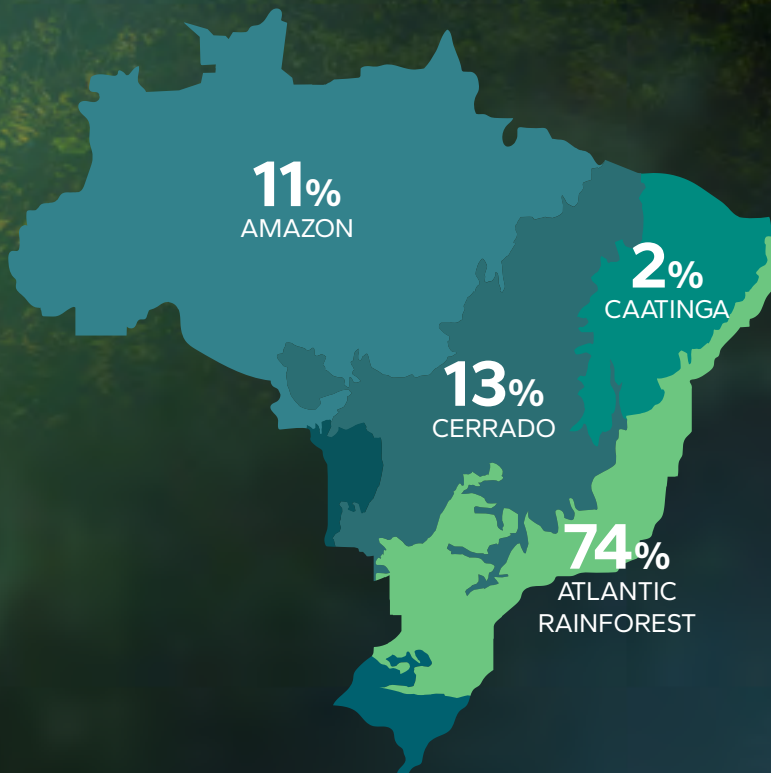 11%
AMAZON
2%
CAATINGA
13%
CERRADO
74%
ATLANTIC
RAINFOREST